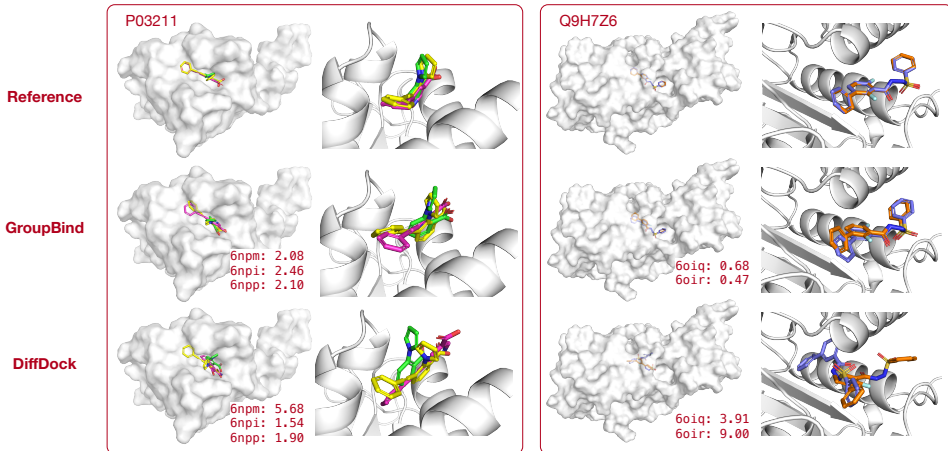 P03211
Q9H7Z6
Reference
GroupBind
6npm: 2.08
6npi: 2.46
6npp: 2.10
6oiq: 0.68
6oir: 0.47
DiffDock
6npm: 5.68
6npi: 1.54
6npp: 1.90
6oiq: 3.91
6oir: 9.00